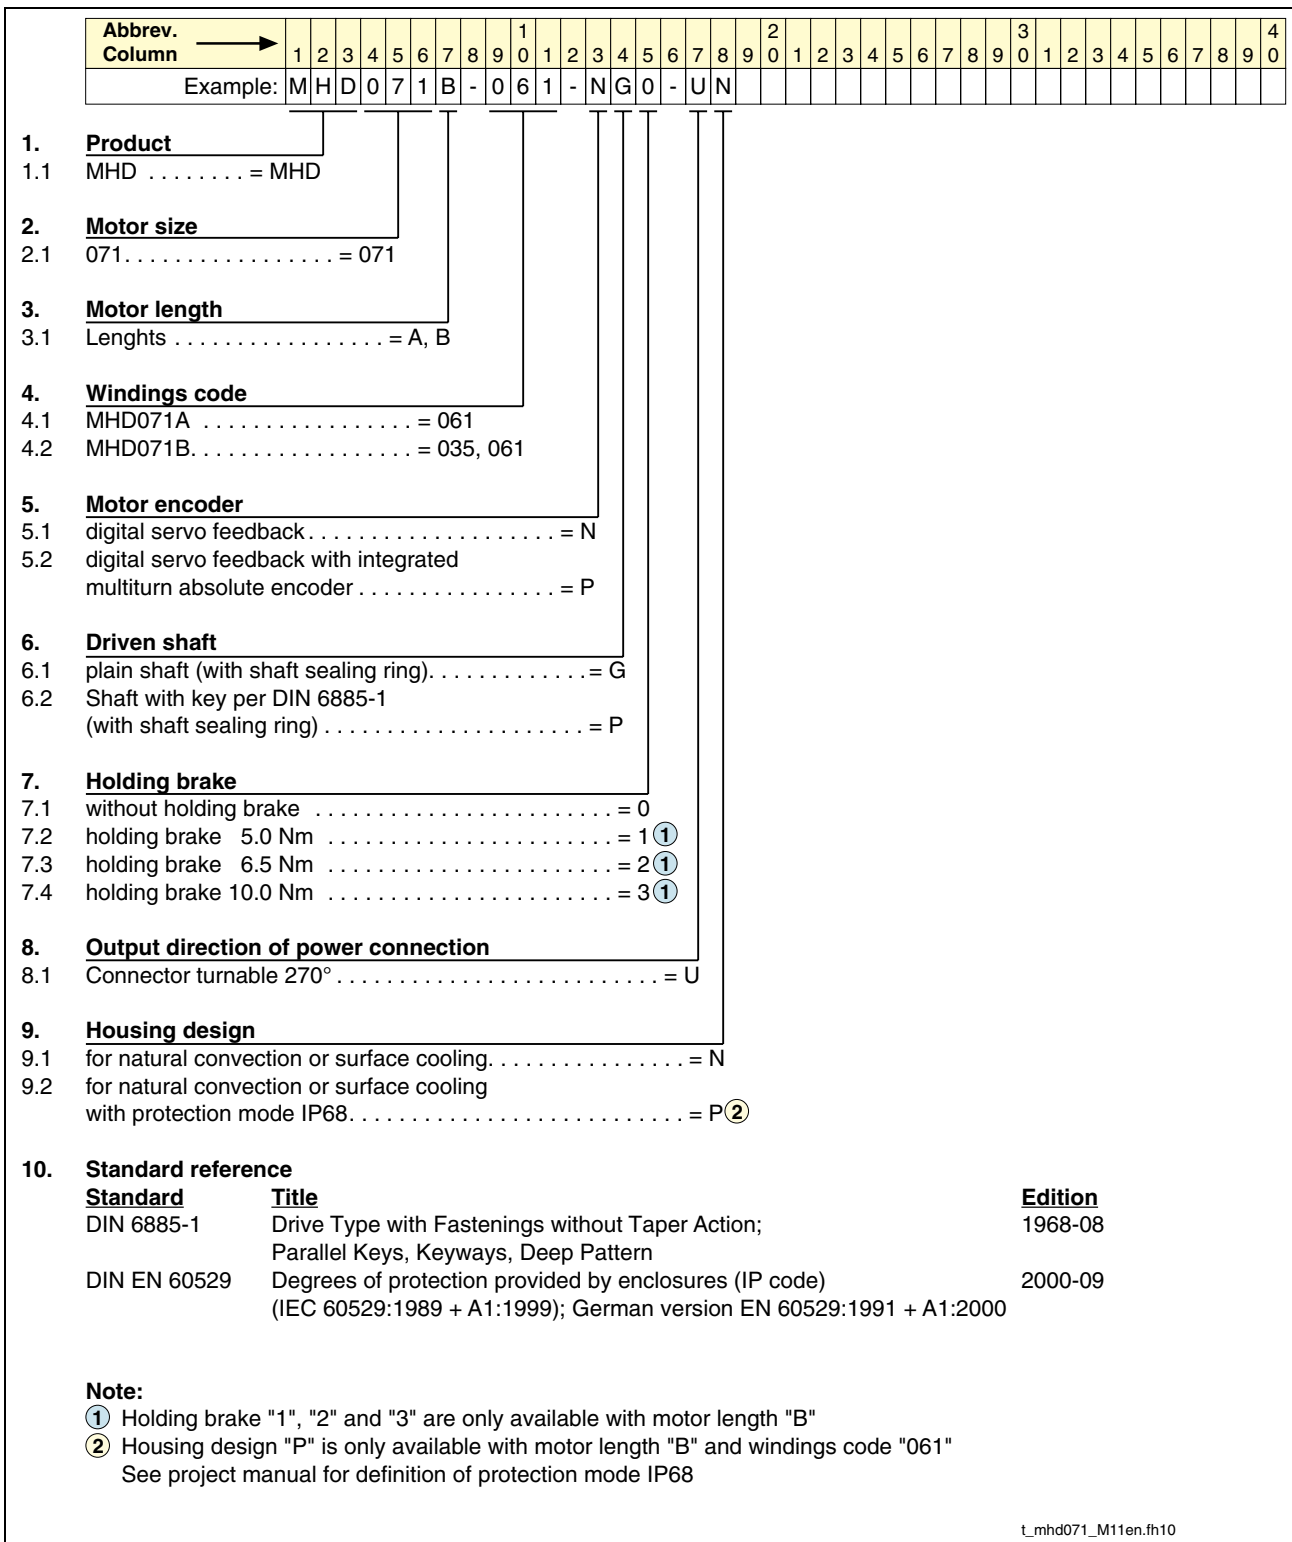 Abbrev. Column 1 2 3 4 5 6 7 8 9 10 1 2 3 4 5 6 7 8 9 20 1 2 3 4 5 6 7 8 9 30 1 2 3 4 5 6 7 8 9 40
Example: M H D 0 7 1 B - 0 6 1 - N G 0 - U N
1. Product
1.1 MHD . . . . . . . . = MHD
2. Motor size
2.1 071. . . . . . . . . . . . . . . . . = 071
3. Motor length
3.1 Lenghts . . . . . . . . . . . . . . . . . = A, B
4. Windings code
4.1 MHD071A . . . . . . . . . . . . . . . . . = 061
4.2 MHD071B. . . . . . . . . . . . . . . . . . = 035, 061
5. Motor encoder
5.1 digital servo feedback . . . . . . . . . . . . . . . . . . . . = N
5.2 digital servo feedback with integrated
multiturn absolute encoder . . . . . . . . . . . . . . . . = P
6. Driven shaft
6.1 plain shaft (with shaft sealing ring). . . . . . . . . . . . . = G
6.2 Shaft with key per DIN 6885-1
(with shaft sealing ring) . . . . . . . . . . . . . . . . . . . . . = P
7. Holding brake
7.1 without holding brake . . . . . . . . . . . . . . . . . . . . . . . . = 0
7.2 holding brake 5.0 Nm . . . . . . . . . . . . . . . . . . . . . . . = 1 1
7.3 holding brake 6.5 Nm . . . . . . . . . . . . . . . . . . . . . . . = 2 1
7.4 holding brake 10.0 Nm . . . . . . . . . . . . . . . . . . . . . . . = 3 1
8. Output direction of power connection
8.1 Connector turnable 270° . . . . . . . . . . . . . . . . . . . . . . . . . . = U
9. Housing design
9.1 for natural convection or surface cooling. . . . . . . . . . . . . . . . = N
9.2 for natural convection or surface cooling
with protection mode IP68. . . . . . . . . . . . . . . . . . . . . . . . . . . = P 2
10. Standard reference
Standard Title Edition
DIN 6885-1 Drive Type with Fastenings without Taper Action; 1968-08
Parallel Keys, Keyways, Deep Pattern
DIN EN 60529 Degrees of protection provided by enclosures (IP code) 2000-09
(IEC 60529:1989 + A1:1999); German version EN 60529:1991 + A1:2000
Note:
1 Holding brake "1", "2" and "3" are only available with motor length "B"
2 Housing design "P" is only available with motor length "B" and windings code "061"
See project manual for definition of protection mode IP68
t_mhd071_M11en.fh10